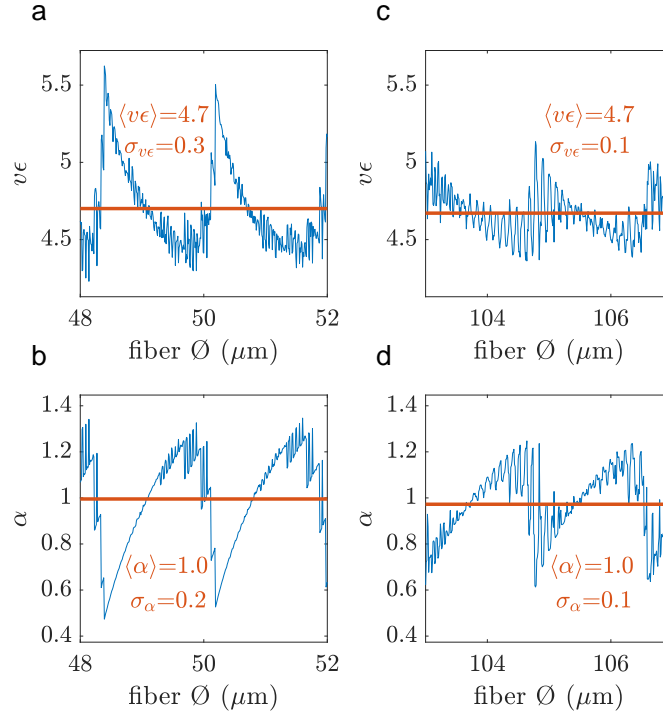 a
5.5
5
4.5
vϵ
⟨vϵ⟩=4.7
σvϵ=0.3
48 50 52
fiber Ø (μm)
c
5.5
5
4.5
vϵ
⟨vϵ⟩=4.7
σvϵ=0.1
104 106
fiber Ø (μm)
b
1.4
1.2
1
0.8
0.6
0.4
α
⟨α⟩=1.0
σα=0.2
48 50 52
fiber Ø (μm)
d
1.4
1.2
1
0.8
0.6
0.4
α
⟨α⟩=1.0
σα=0.1
104 106
fiber Ø (μm)